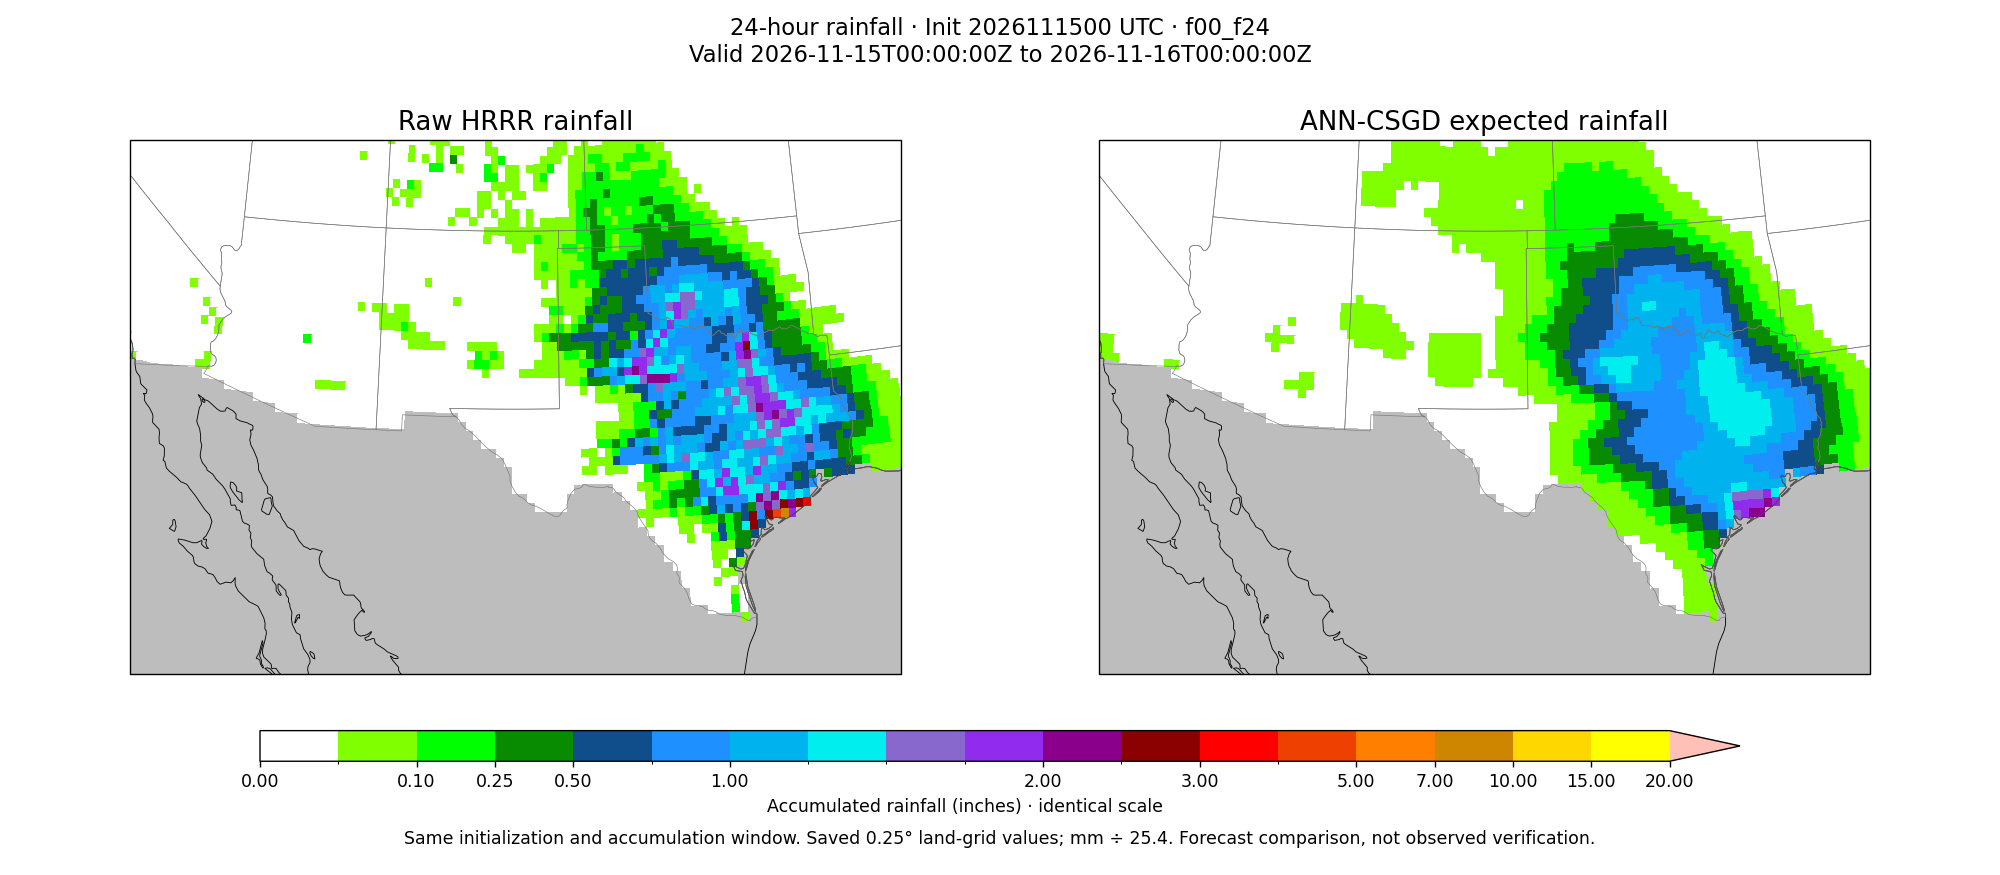 24-hour rainfall · Init 2026111500 UTC · f00_f24
Valid 2026-11-15T00:00:00Z to 2026-11-16T00:00:00Z
Raw HRRR rainfall
ANN-CSGD expected rainfall
0.00 0.10 0.25 0.50 1.00 2.00 3.00 5.00 7.00 10.00 15.00 20.00
Accumulated rainfall (inches) · identical scale
Same initialization and accumulation window. Saved 0.25° land-grid values; mm ÷ 25.4. Forecast comparison, not observed verification.